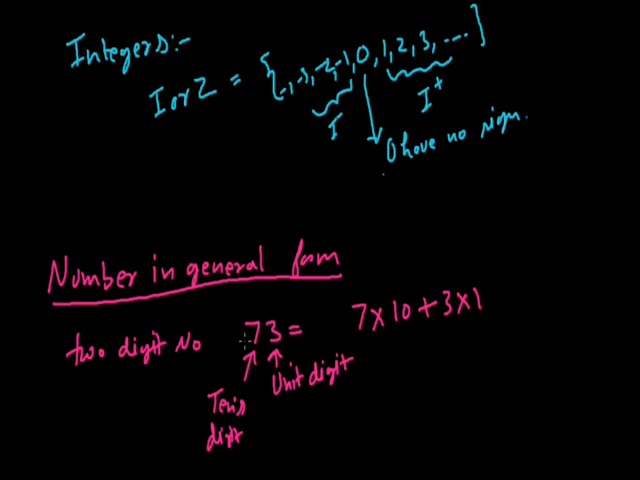 Integers:-
I or Z = {-,-3,-2,-1,0,1,2,3,....]
I I+
0 have no sign.
Number in general form
two digit No 73 = 7×10+3×1
Unit digit
Ten's
digit